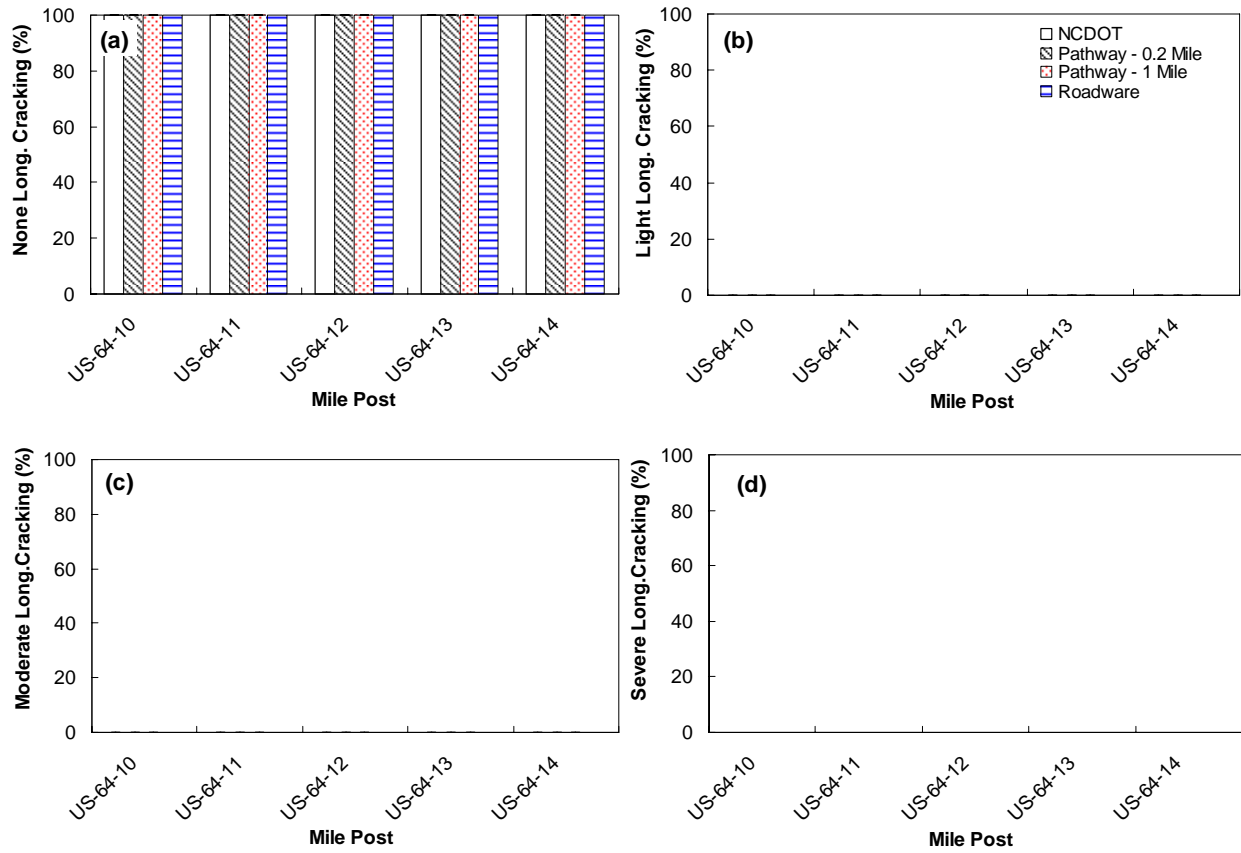 None Long. Cracking (%)
100
80
60
40
20
0
(a)
US-64-10
US-64-11
US-64-12
US-64-13
US-64-14
Mile Post
Light Long. Cracking (%)
100
80
60
40
20
0
(b)
NCDOT
Pathway - 0.2 Mile
Pathway - 1 Mile
Roadware
US-64-10
US-64-11
US-64-12
US-64-13
US-64-14
Mile Post
Moderate Long.Cracking (%)
100
80
60
40
20
0
(c)
US-64-10
US-64-11
US-64-12
US-64-13
US-64-14
Mile Post
Severe Long.Cracking (%)
100
80
60
40
20
0
(d)
US-64-10
US-64-11
US-64-12
US-64-13
US-64-14
Mile Post